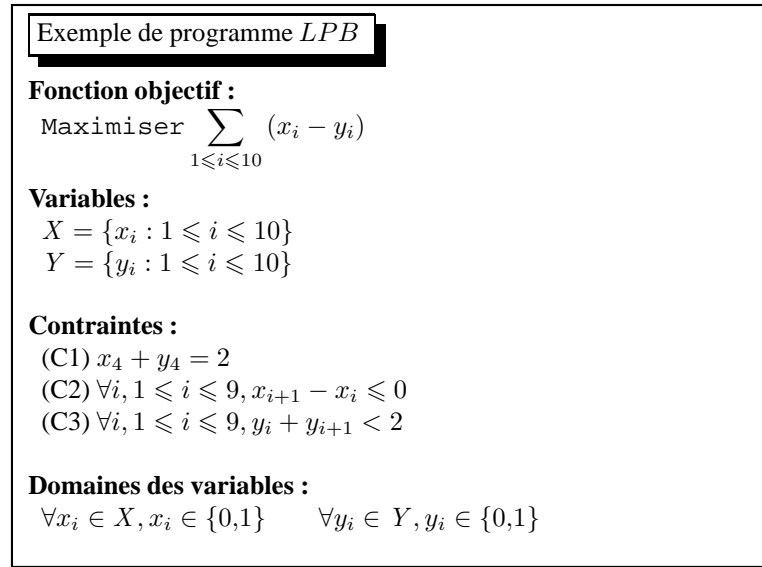 Exemple de programme LPB
Fonction objectif :
Maximiser ∑ (x_i − y_i)
1⩽i⩽10
Variables :
X = {x_i : 1 ⩽ i ⩽ 10}
Y = {y_i : 1 ⩽ i ⩽ 10}
Contraintes :
(C1) x_4 + y_4 = 2
(C2) ∀i, 1 ⩽ i ⩽ 9, x_{i+1} − x_i ⩽ 0
(C3) ∀i, 1 ⩽ i ⩽ 9, y_i + y_{i+1} < 2
Domaines des variables :
∀x_i ∈ X, x_i ∈ {0,1} ∀y_i ∈ Y, y_i ∈ {0,1}